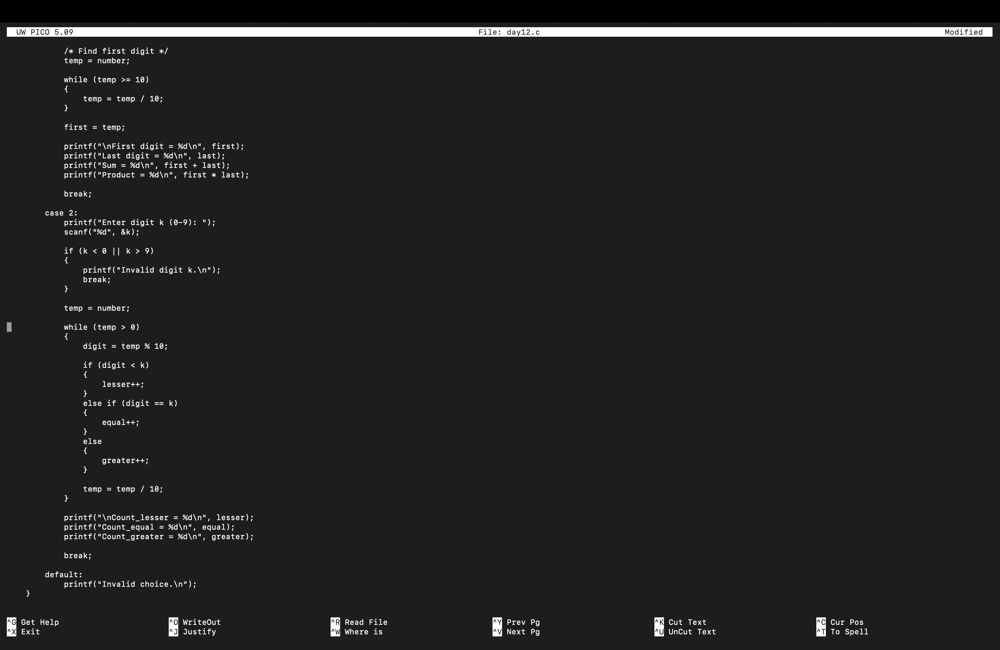 UW PICO 5.09 File: day12.c Modified
/* Find first digit */
temp = number;
while (temp >= 10)
{
temp = temp / 10;
}
first = temp;
printf("\nFirst digit = %d\n", first);
printf("Last digit = %d\n", last);
printf("Sum = %d\n", first + last);
printf("Product = %d\n", first * last);
break;
case 2:
printf("Enter digit k (0-9): ");
scanf("%d", &k);
if (k < 0 || k > 9)
{
printf("Invalid digit k.\n");
break;
}
temp = number;
while (temp > 0)
{
digit = temp % 10;
if (digit < k)
{
lesser++;
}
else if (digit == k)
{
equal++;
}
else
{
greater++;
}
temp = temp / 10;
}
printf("\nCount_lesser = %d\n", lesser);
printf("Count_equal = %d\n", equal);
printf("Count_greater = %d\n", greater);
break;
default:
printf("Invalid choice.\n");
}
^G Get Help ^O WriteOut ^R Read File ^Y Prev Pg ^K Cut Text ^C Cur Pos
^X Exit ^J Justify ^W Where is ^V Next Pg ^U UnCut Text ^T To Spell